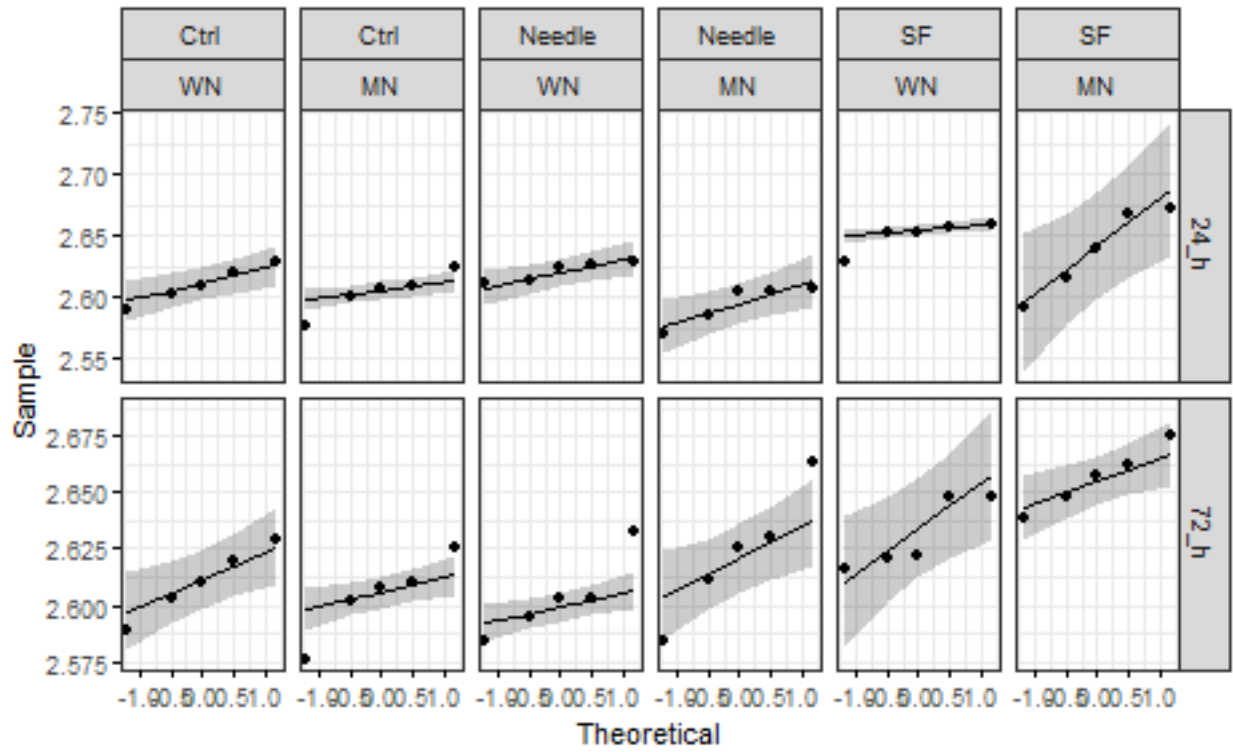 Ctrl Ctrl Needle Needle SF SF
WN MN WN MN WN MN
2.75
2.70
2.65
2.60
2.55
24_h
Sample
2.675
2.650
2.625
2.600
2.575
72_h
Theoretical